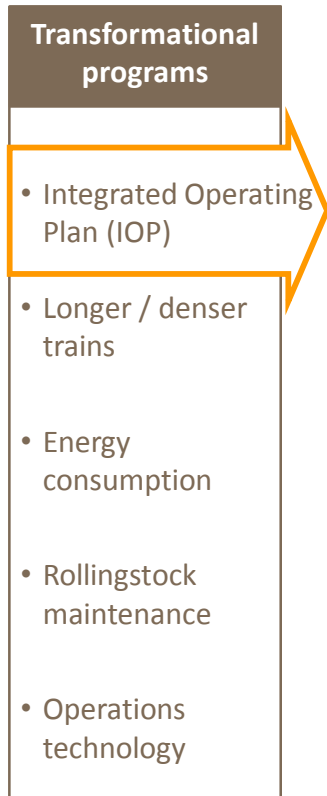 Transformational
programs
• Integrated Operating
Plan (IOP)
• Longer / denser
trains
• Energy
consumption
• Rollingstock
maintenance
• Operations
technology